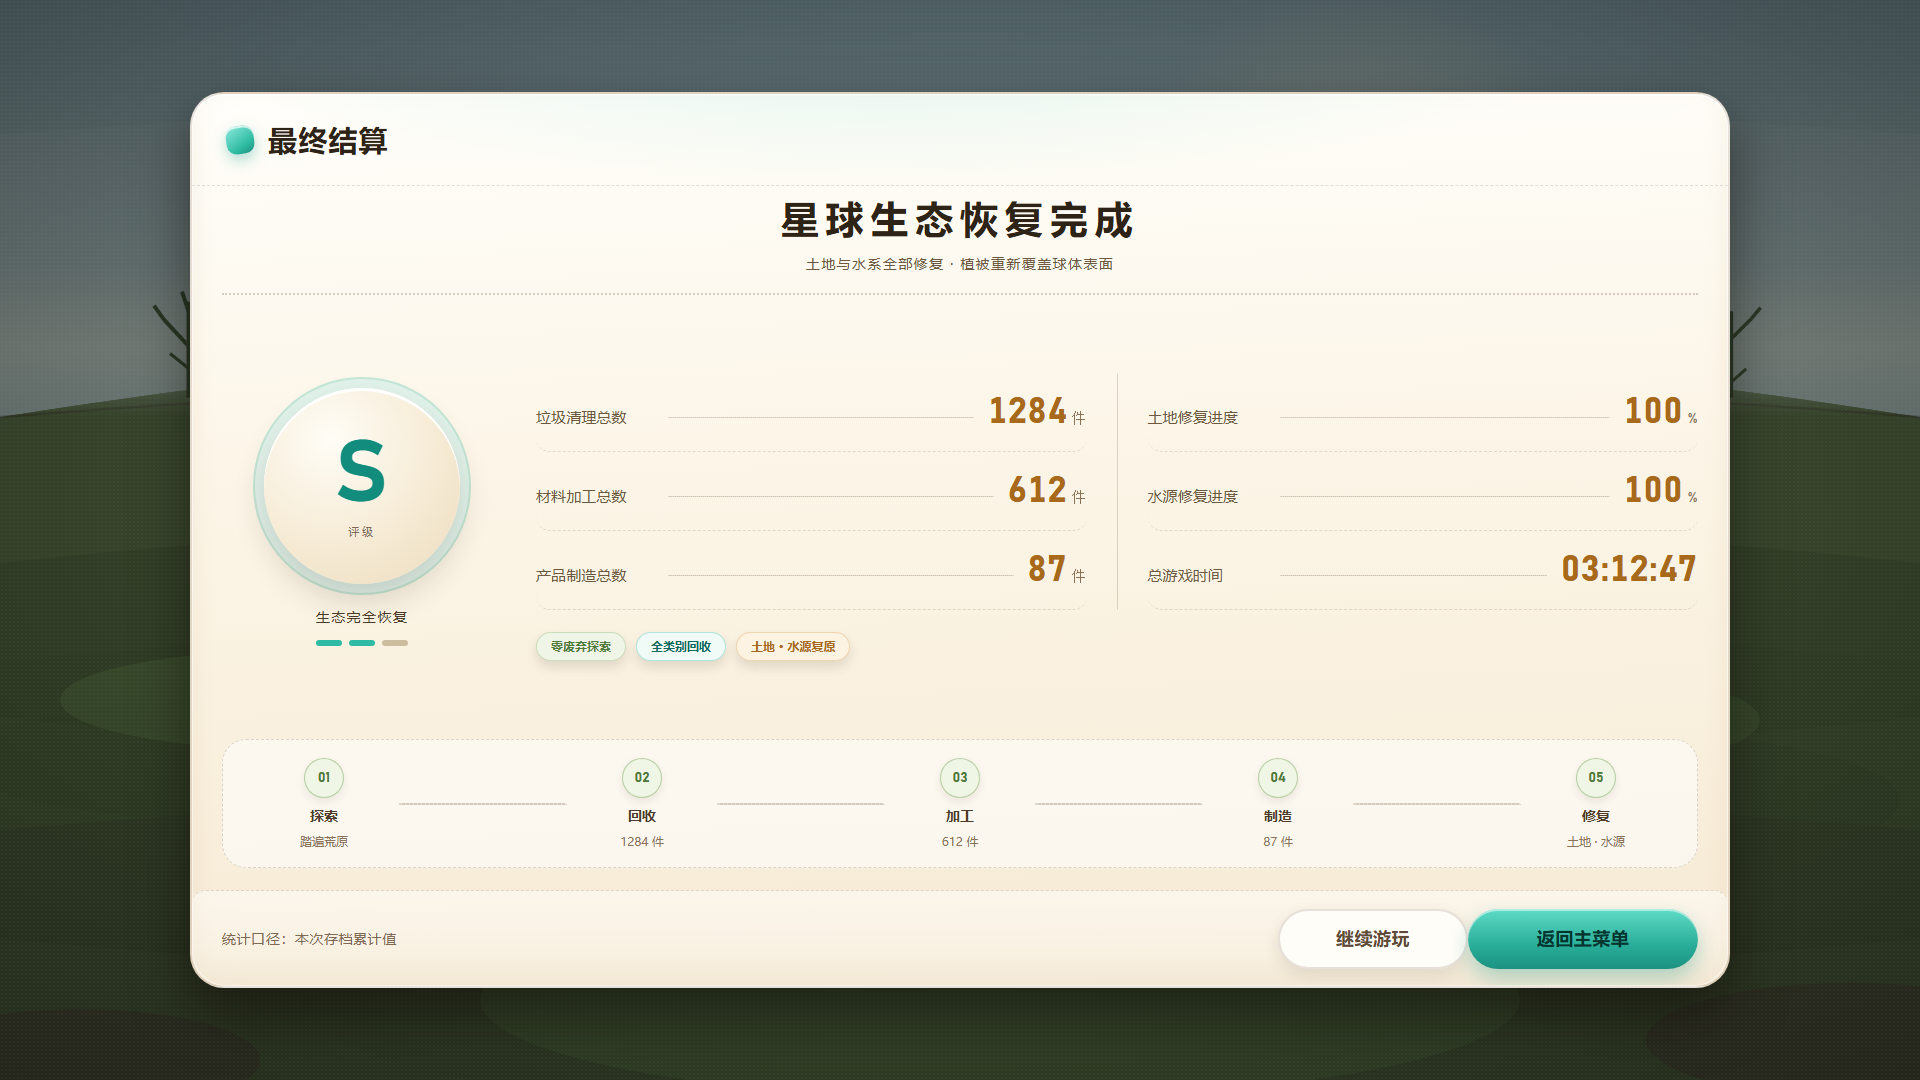 最终结算
星球生态恢复完成
土地与水系全部修复 · 植被重新覆盖球体表面
S
评级
生态完全恢复
垃圾清理总数 1284 件
材料加工总数 612 件
产品制造总数 87 件
土地修复进度 100 %
水源修复进度 100 %
总游戏时间 03:12:47
零废弃探索 全类别回收 土地·水源复原
01
探索
踏遍荒原
02
回收
1284 件
03
加工
612 件
04
制造
87 件
05
修复
土地 · 水源
统计口径：本次存档累计值
继续游玩
返回主菜单